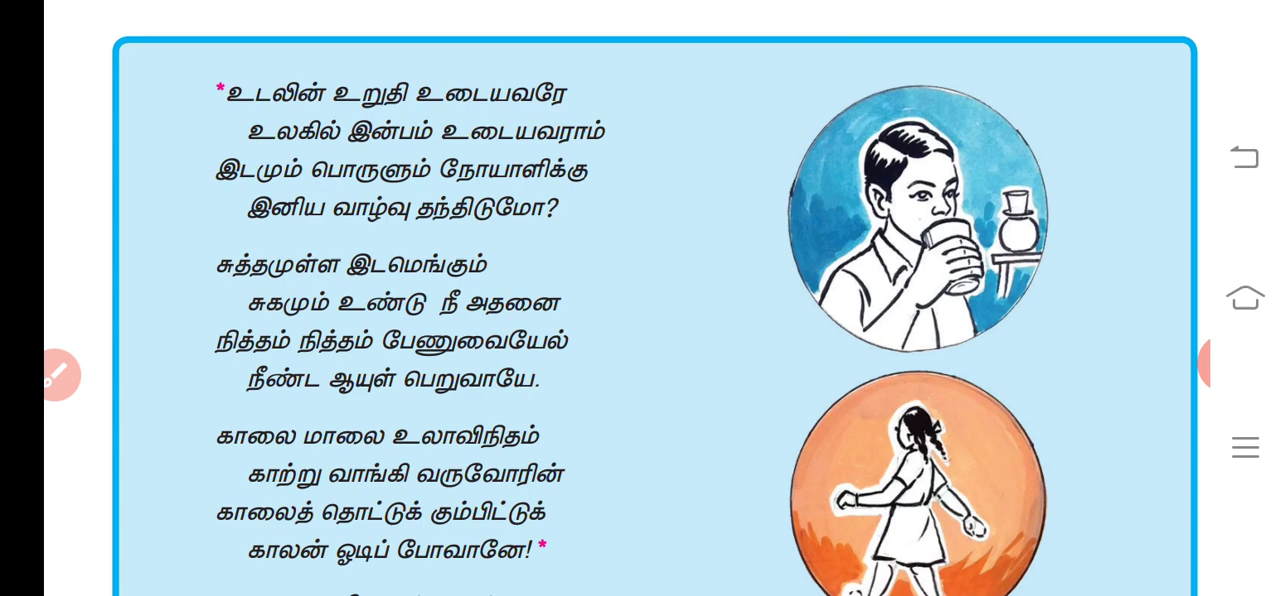 *உடலின் உறுதி உடையவரே
உலகில் இன்பம் உடையவராம்
இடமும் பொருளும் நோயாளிக்கு
இனிய வாழ்வு தந்திடுமோ?
சுத்தமுள்ள இடமெங்கும்
சுகமும் உண்டு நீ அதனை
நித்தம் நித்தம் பேணுவையேல்
நீண்ட ஆயுள் பெறுவாயே.
காலை மாலை உலாவிநிதம்
காற்று வாங்கி வருவோரின்
காலைத் தொட்டுக் கும்பிட்டுக்
காலன் ஓடிப் போவானே! *